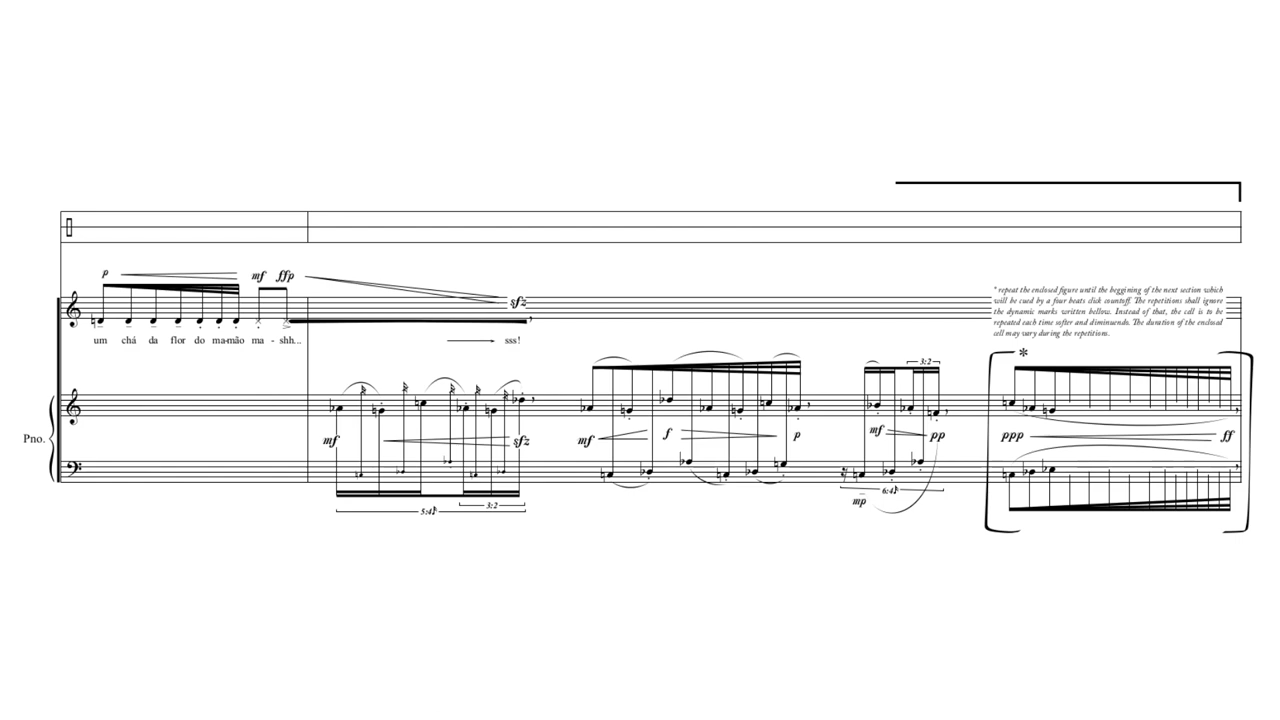 p mf ffp
sfz
um chá da flor do ma-mão ma - shh... sss!
* repeat the enclosed figure until the beggining of the next section which
will be cued by a four beats click countoff. The repetitions shall ignore
the dynamic marks written bellow. Instead of that, the cell is to be
repeated each time softer and diminuendo. The duration of the enclosed
cell may vary during the repetitions.
*
3:2
Pno. mf sfz mf f p mf pp ppp ff
mp 6:4
3:2
5:4